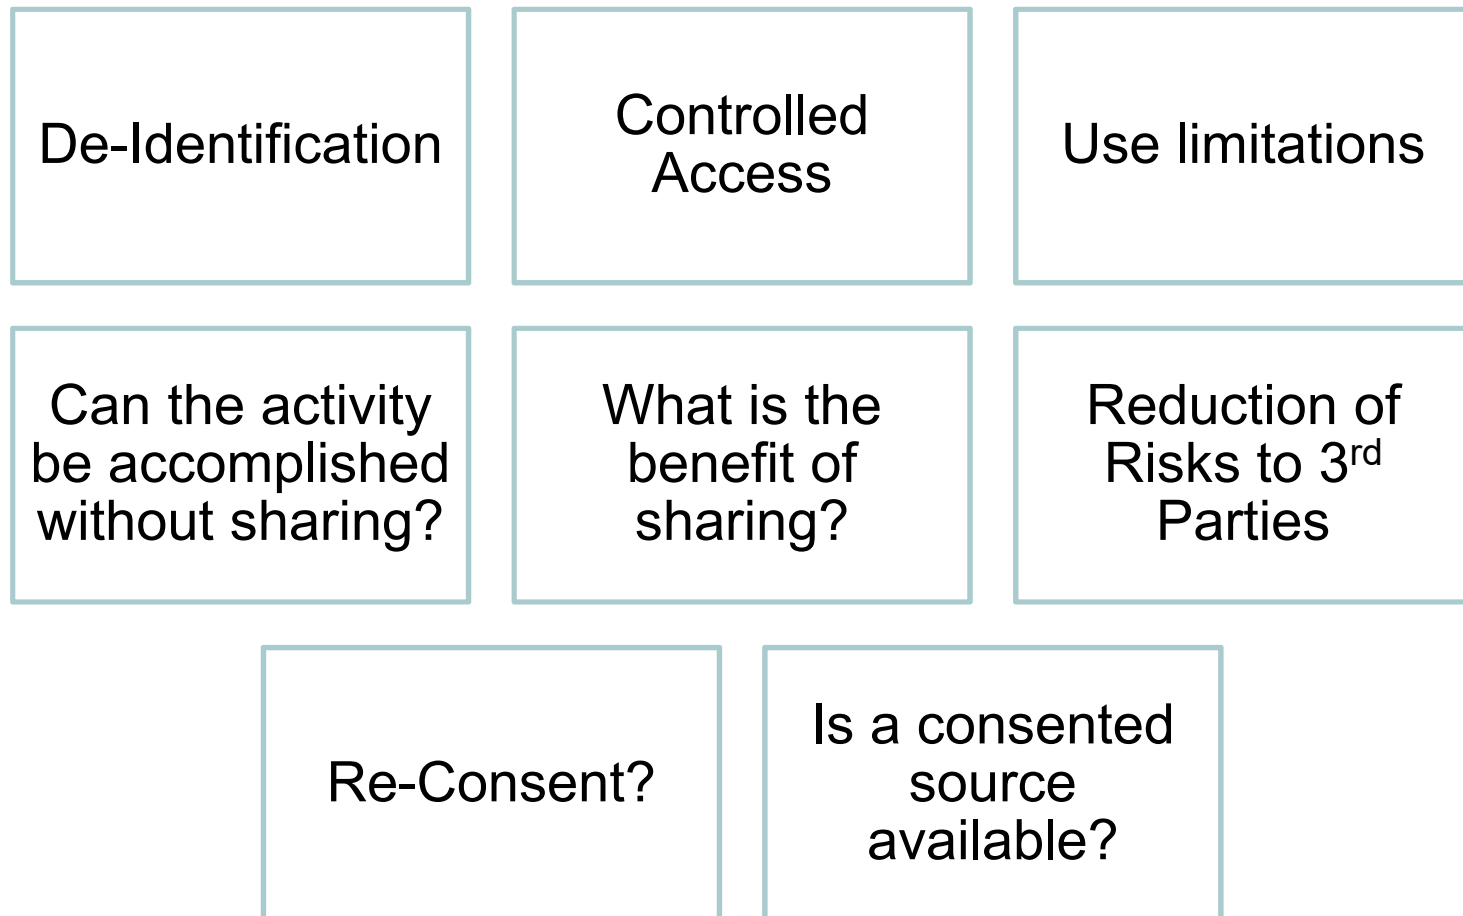 De-Identification
Controlled
Access
Use limitations
Can the activity
be accomplished
without sharing?
What is the
benefit of
sharing?
Reduction of
Risks to 3rd
Parties
Re-Consent?
Is a consented
source
available?